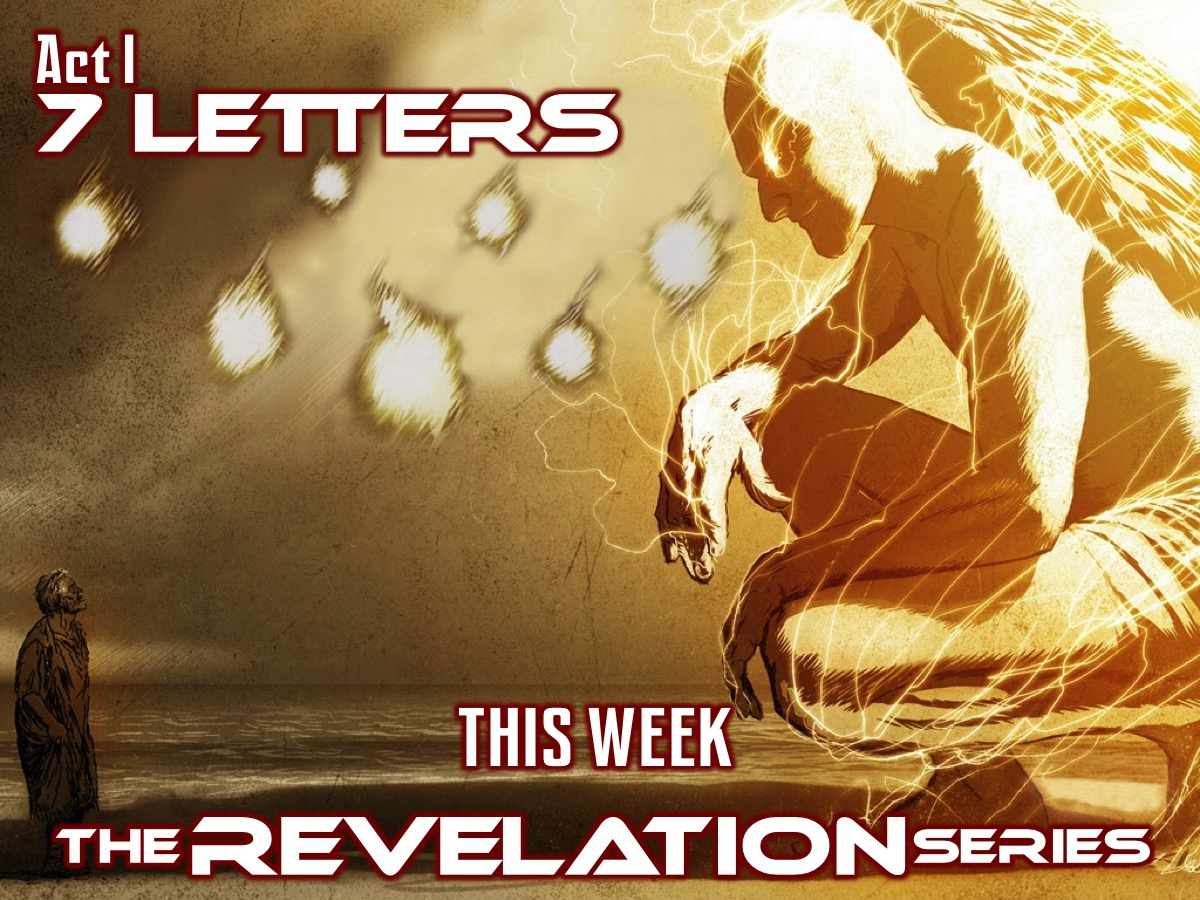 Act I
7 LETTERS
THIS WEEK
THE REVELATION SERIES